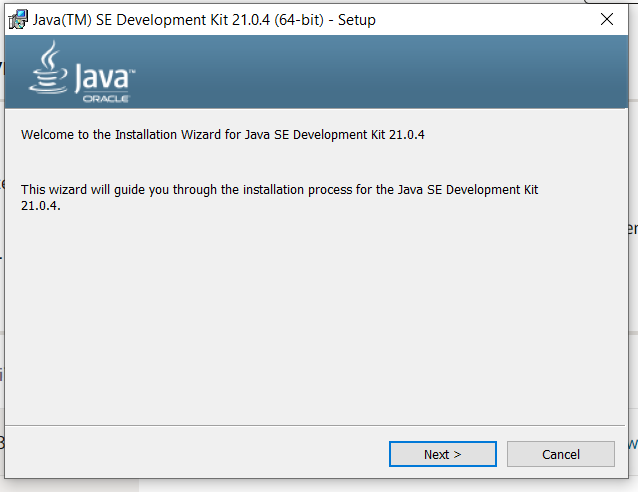 Java(TM) SE Development Kit 21.0.4 (64-bit) - Setup
Java™
ORACLE
Welcome to the Installation Wizard for Java SE Development Kit 21.0.4
This wizard will guide you through the installation process for the Java SE Development Kit
21.0.4.
Next >
Cancel